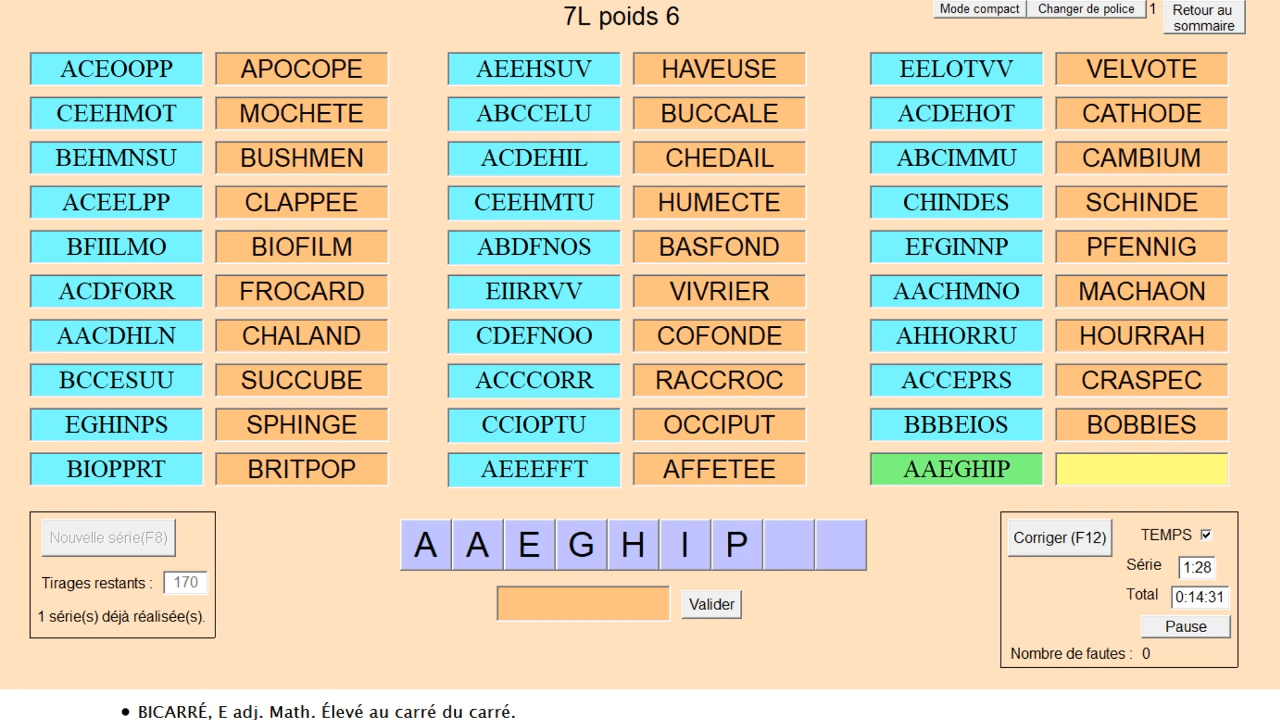 7L poids 6
Mode compact Changer de police 1 Retour au sommaire
ACEOOPP APOCOPE AEEHSUV HAVEUSE EELOTVV VELVOTE
CEEHMOT MOCHETE ABCCELU BUCCALE ACDEHOT CATHODE
BEHMNSU BUSHMEN ACDEHIL CHEDAIL ABCIMMU CAMBIUM
ACEELPP CLAPPEE CEEHMTU HUMECTE CHINDES SCHINDE
BFIILMO BIOFILM ABDFNOS BASFOND EFGINNP PFENNIG
ACDFORR FROCARD EIIRRVV VIVRIER AACHMNO MACHAON
AACDHLN CHALAND CDEFNOO COFONDE AHHORRU HOURRAH
BCCESUU SUCCUBE ACCCORR RACCROC ACCEPRS CRASPEC
EGHINPS SPHINGE CCIOPTU OCCIPUT BBBEIOS BOBBIES
BIOPPRT BRITPOP AEEEFFT AFFETEE AAEGHIP
Nouvelle série(F8)
Tirages restants : 170
1 série(s) déjà réalisée(s).
A A E G H I P
Valider
Corriger (F12) TEMPS
Série 1:28
Total 0:14:31
Pause
Nombre de fautes : 0
• BICARRÉ, E adj. Math. Élevé au carré du carré.